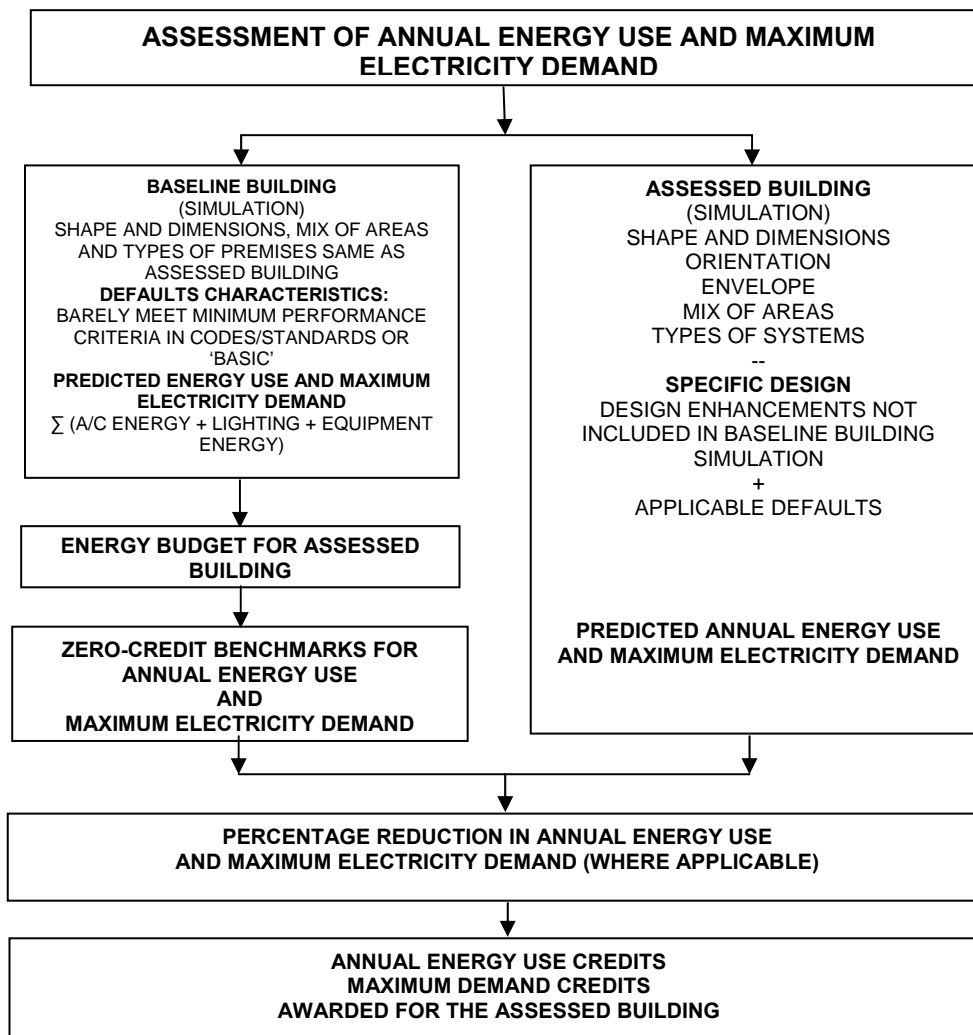 ASSESSMENT OF ANNUAL ENERGY USE AND MAXIMUM
ELECTRICITY DEMAND
BASELINE BUILDING
(SIMULATION)
SHAPE AND DIMENSIONS, MIX OF AREAS
AND TYPES OF PREMISES SAME AS
ASSESSED BUILDING
DEFAULTS CHARACTERISTICS:
BARELY MEET MINIMUM PERFORMANCE
CRITERIA IN CODES/STANDARDS OR
‘BASIC’
PREDICTED ENERGY USE AND MAXIMUM
ELECTRICITY DEMAND
∑ (A/C ENERGY + LIGHTING + EQUIPMENT
ENERGY)
ENERGY BUDGET FOR ASSESSED
BUILDING
ZERO-CREDIT BENCHMARKS FOR
ANNUAL ENERGY USE
AND
MAXIMUM ELECTRICITY DEMAND
ASSESSED BUILDING
(SIMULATION)
SHAPE AND DIMENSIONS
ORIENTATION
ENVELOPE
MIX OF AREAS
TYPES OF SYSTEMS
--
SPECIFIC DESIGN
DESIGN ENHANCEMENTS NOT
INCLUDED IN BASELINE BUILDING
SIMULATION
+
APPLICABLE DEFAULTS
PREDICTED ANNUAL ENERGY USE
AND MAXIMUM ELECTRICITY DEMAND
PERCENTAGE REDUCTION IN ANNUAL ENERGY USE
AND MAXIMUM ELECTRICITY DEMAND (WHERE APPLICABLE)
ANNUAL ENERGY USE CREDITS
MAXIMUM DEMAND CREDITS
AWARDED FOR THE ASSESSED BUILDING